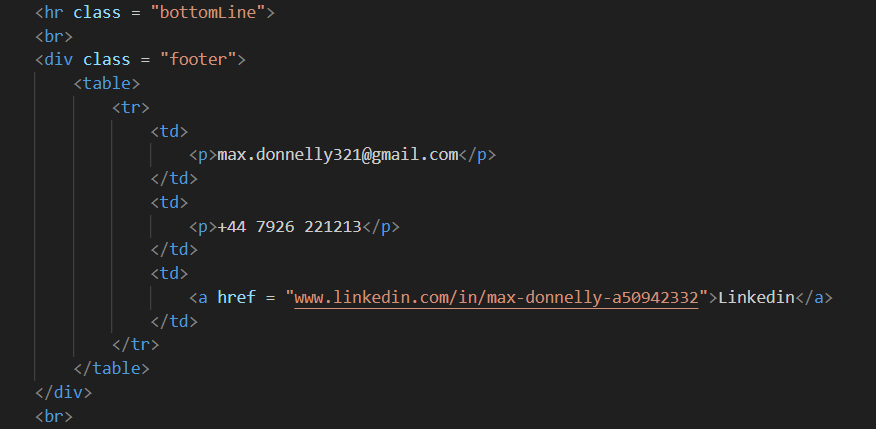 <hr class = "bottomLine">
<br>
<div class = "footer">
<table>
<tr>
<td>
<p>max.donnelly321@gmail.com</p>
</td>
<td>
<p>+44 7926 221213</p>
</td>
<td>
<a href = "www.linkedin.com/in/max-donnelly-a50942332">Linkedin</a>
</td>
</tr>
</table>
</div>
<br>